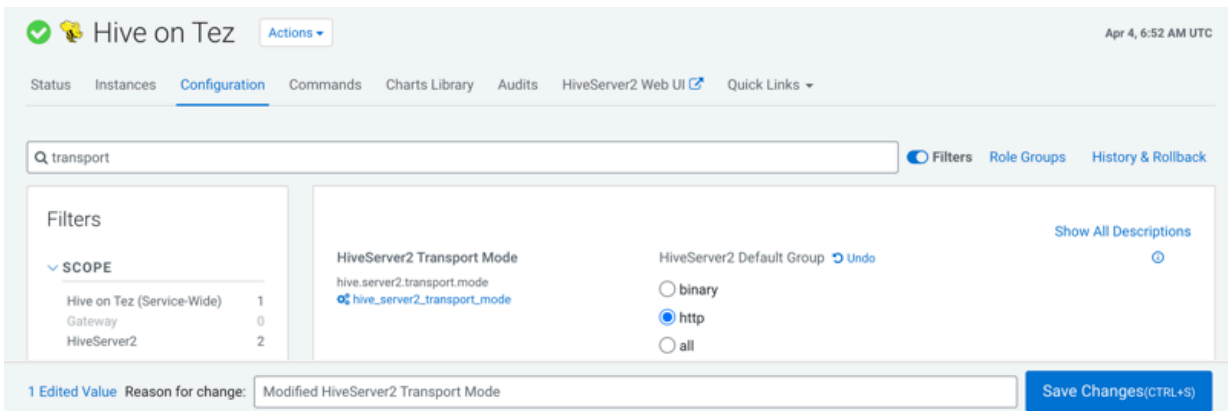 Hive on Tez Actions Apr 4, 6:52 AM UTC
Status Instances Configuration Commands Charts Library Audits HiveServer2 Web UI Quick Links
transport Filters Role Groups History & Rollback
Filters
Show All Descriptions
SCOPE
HiveServer2 Transport Mode HiveServer2 Default Group Undo
hive.server2.transport.mode
hive_server2_transport_mode
binary
http
all
Hive on Tez (Service-Wide) 1
Gateway 0
HiveServer2 2
1 Edited Value Reason for change: Modified HiveServer2 Transport Mode Save Changes(CTRL+S)